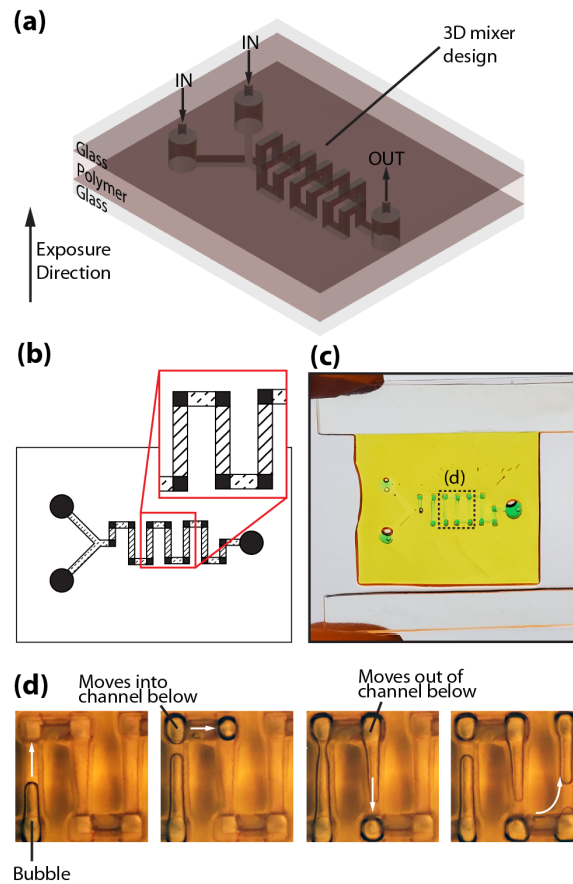 (a)
3D mixer
design
IN
IN
OUT
Glass
Polymer
Glass
Exposure
Direction
(b)
(c)
(d)
(d)
Moves into
channel below
Moves out of
channel below
Bubble